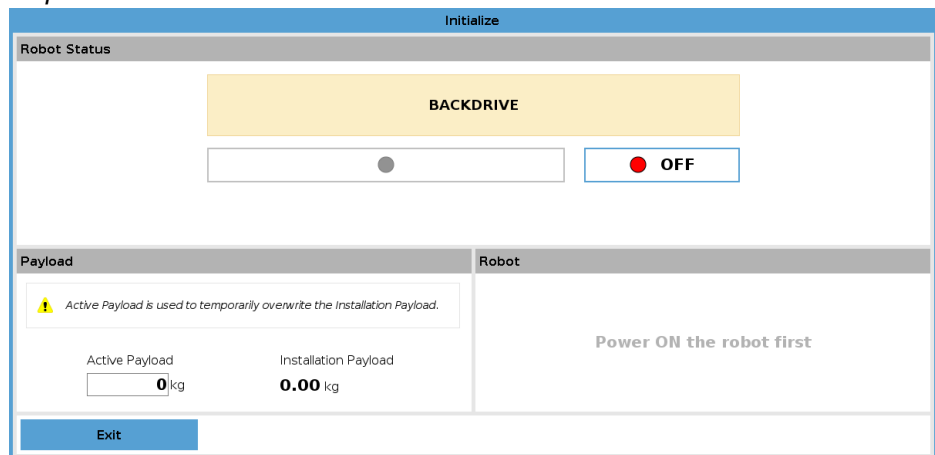 Initialize
Robot Status
BACKDRIVE
OFF
Payload
Active Payload is used to temporarily overwrite the Installation Payload.
Active Payload
Installation Payload
0 kg
0.00 kg
Robot
Power ON the robot first
Exit